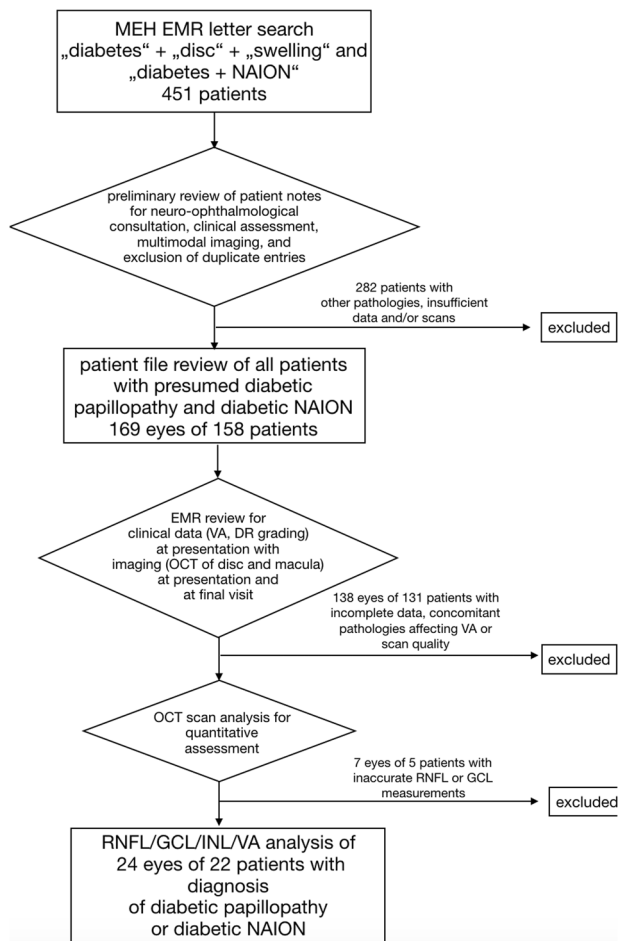 MEH EMR letter search
„diabetes“ + „disc“ + „swelling“ and
„diabetes + NAION“
451 patients
preliminary review of patient notes
for neuro-ophthalmological
consultation, clinical assessment,
multimodal imaging, and
exclusion of duplicate entries
282 patients with
other pathologies, insufficient
data and/or scans
excluded
patient file review of all patients
with presumed diabetic
papillopathy and diabetic NAION
169 eyes of 158 patients
EMR review for
clinical data (VA, DR grading)
at presentation with
imaging (OCT of disc and macula)
at presentation and
at final visit
138 eyes of 131 patients with
incomplete data, concomitant
pathologies affecting VA or
scan quality
excluded
OCT scan analysis for
quantitative
assessment
7 eyes of 5 patients with
inaccurate RNFL or GCL
measurements
excluded
RNFL/GCL/INL/VA analysis of
24 eyes of 22 patients with
diagnosis
of diabetic papillopathy
or diabetic NAION